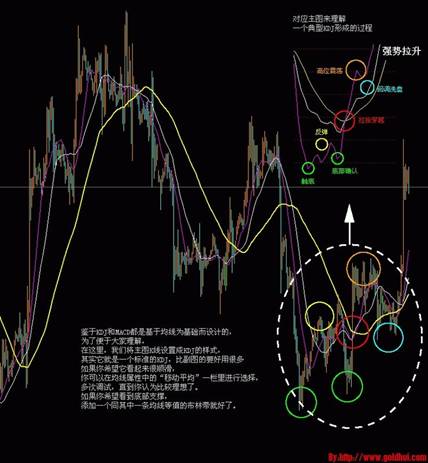 对应主图来理解
一个典型KDJ形成的过程
强势拉升
高位震荡
回调洗盘
拉投穿越
反弹
底部确认
触底
鉴于KDJ和MACD都是基于均线为基础而设计的,
为了便于大家理解,
在这里，我们将主图K线设置成KDJ的样式,
其实它就是一个标准的KDJ，比副图的要好用很多
如果你希望它看起来很顺滑,
你可以在均线属性中的“移动平均”一栏里进行选择,
多次调试，直到你认为比较理想了。
如果你希望看到底部支撑,
添加一个同其中一条均线等值的布林带就好了。
By:http://www.goldhui.com